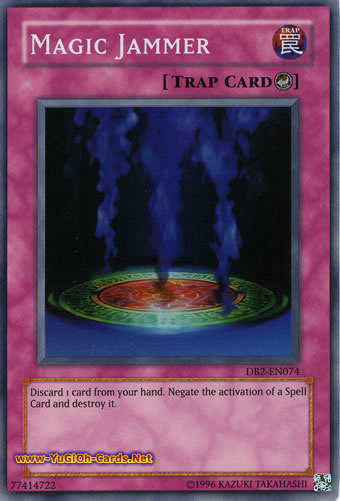 Magic Jammer
TRAP
罠
[Trap Card]
DB2-EN074
Discard 1 card from your hand. Negate the activation of a Spell
Card and destroy it.
www.YuGiOh-Cards.Net
77414722
©1996 KAZUKI TAKAHASHI